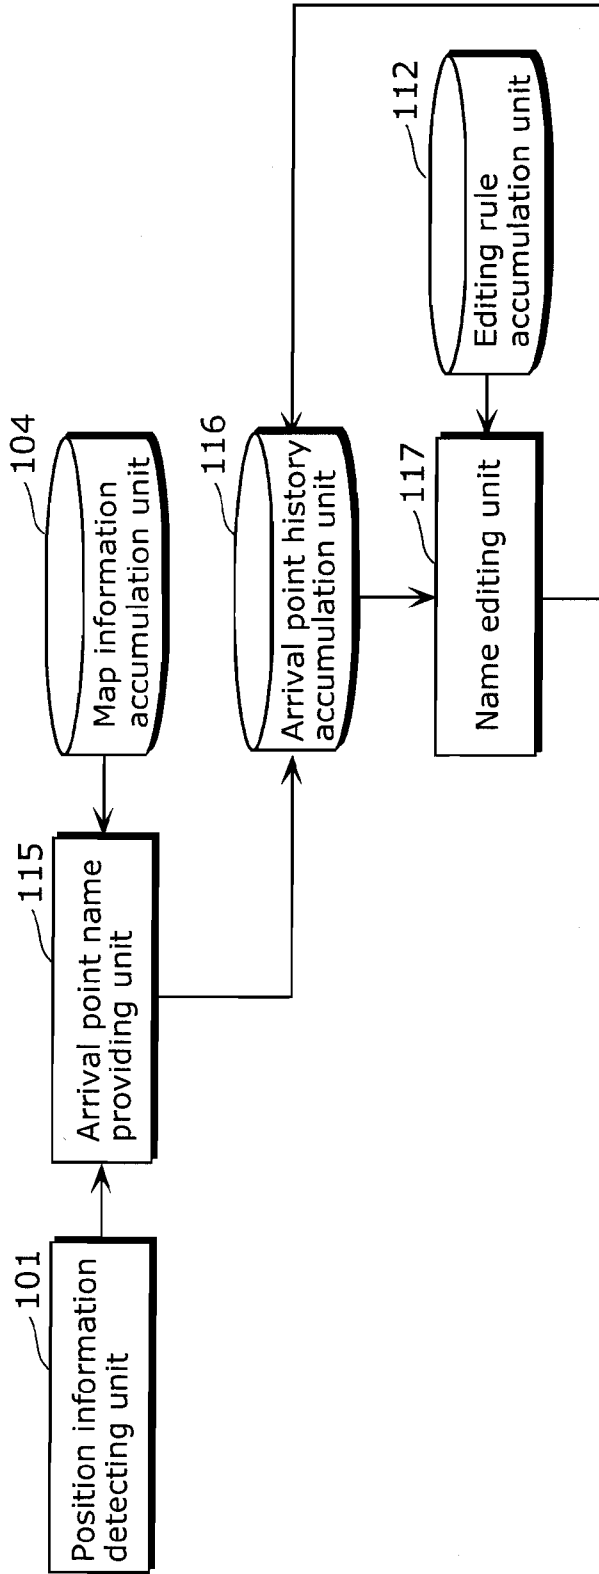 101
Position information
detecting unit
115
Arrival point name
providing unit
104
Map information
accumulation unit
116
Arrival point history
accumulation unit
117
Name editing unit
112
Editing rule
accumulation unit